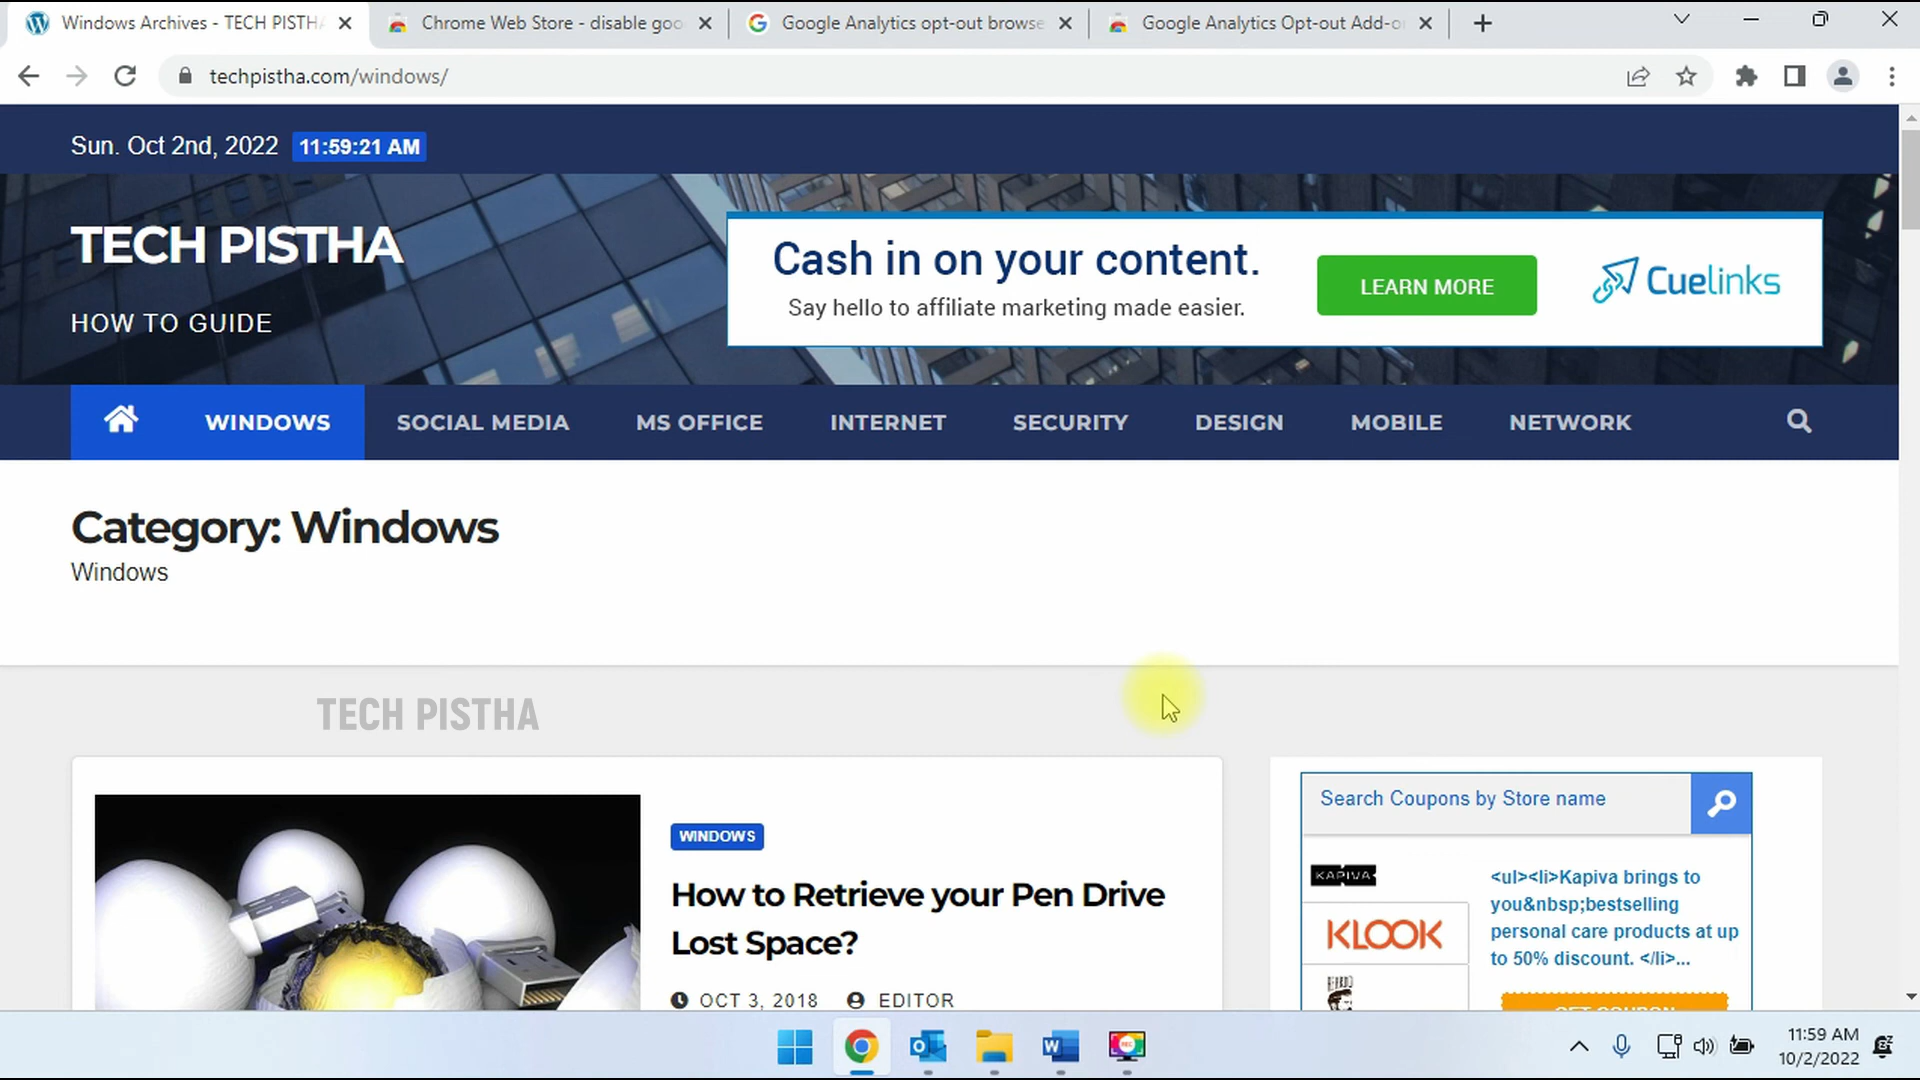 Windows Archives - TECH PISTHA
Chrome Web Store - disable goo
Google Analytics opt-out browse
Google Analytics Opt-out Add-o
techpistha.com/windows/
Sun. Oct 2nd, 2022 11:59:21 AM
TECH PISTHA
HOW TO GUIDE
Cash in on your content.
Say hello to affiliate marketing made easier.
LEARN MORE
Cuelinks
WINDOWS
SOCIAL MEDIA
MS OFFICE
INTERNET
SECURITY
DESIGN
MOBILE
NETWORK
Category: Windows
Windows
TECH PISTHA
WINDOWS
How to Retrieve your Pen Drive
Lost Space?
OCT 3, 2018 EDITOR
Search Coupons by Store name
KAPIVA
KLOOK
<ul><li>Kapiva brings to
you&nbsp;bestselling
personal care products at up
to 50% discount. </li>...
GET COUPON
11:59 AM
10/2/2022